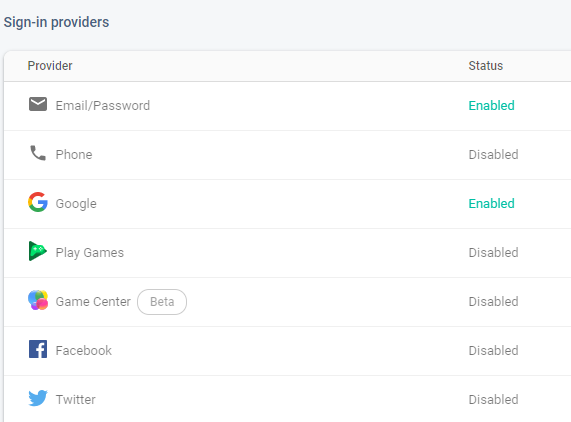 Sign-in providers
Provider Status
Email/Password Enabled
Phone Disabled
Google Enabled
Play Games Disabled
Game Center Beta Disabled
Facebook Disabled
Twitter Disabled